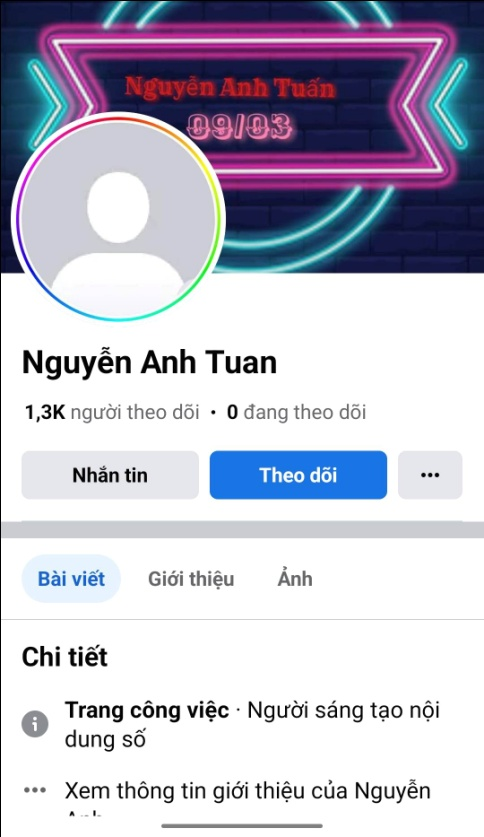 Nguyễn Anh Tuấn
09/03
Nguyễn Anh Tuan
1,3K người theo dõi • 0 đang theo dõi
Nhắn tin
Theo dõi
Bài viết
Giới thiệu
Ảnh
Chi tiết
Trang công việc · Người sáng tạo nội
dung số
Xem thông tin giới thiệu của Nguyễn